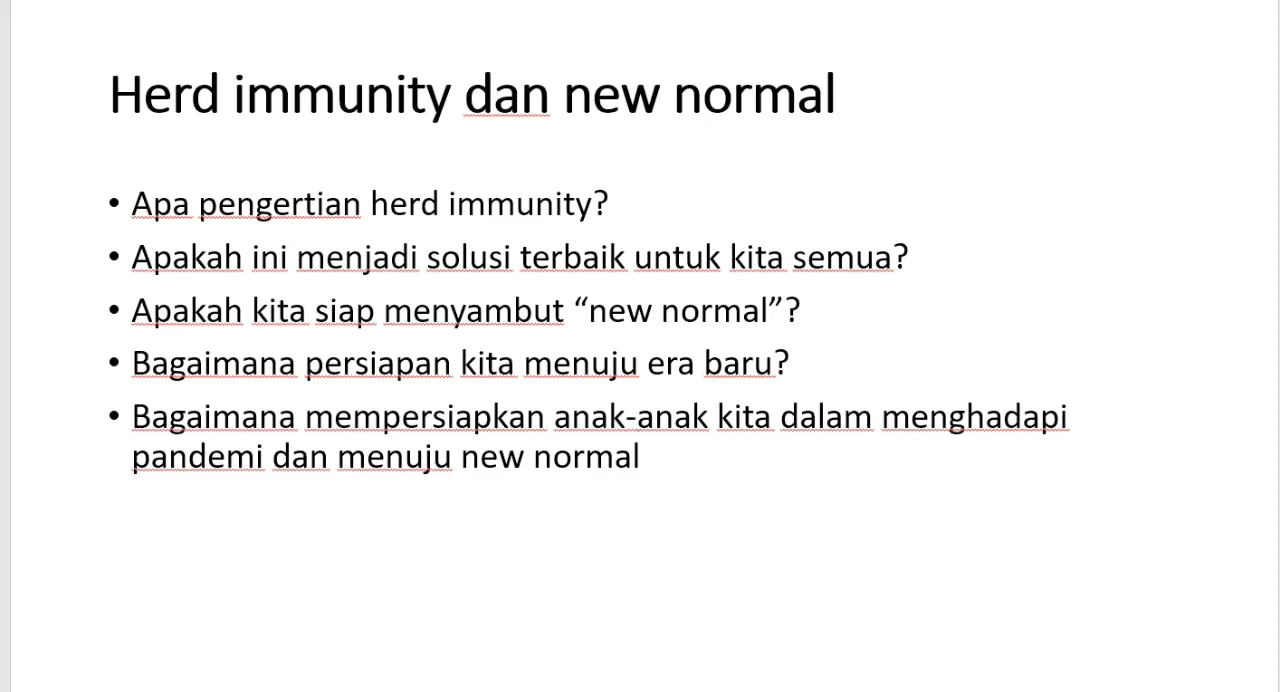 Herd immunity dan new normal
• Apa pengertian herd immunity?
• Apakah ini menjadi solusi terbaik untuk kita semua?
• Apakah kita siap menyambut “new normal”?
• Bagaimana persiapan kita menuju era baru?
• Bagaimana mempersiapkan anak-anak kita dalam menghadapi
pandemi dan menuju new normal